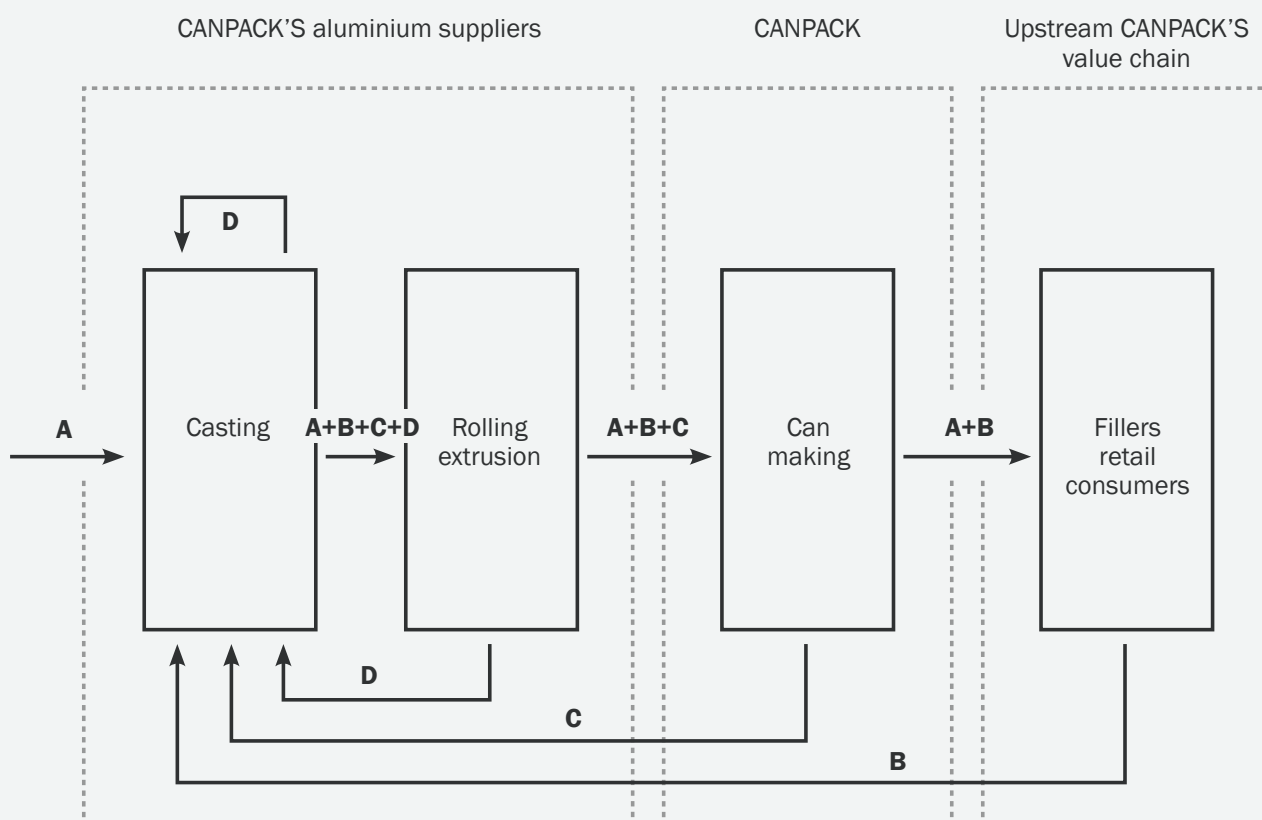 CANPACK'S aluminium suppliers
CANPACK
Upstream CANPACK'S
value chain
D
A
Casting
A+B+C+D
Rolling
extrusion
A+B+C
Can
making
A+B
Fillers
retail
consumers
D
C
B